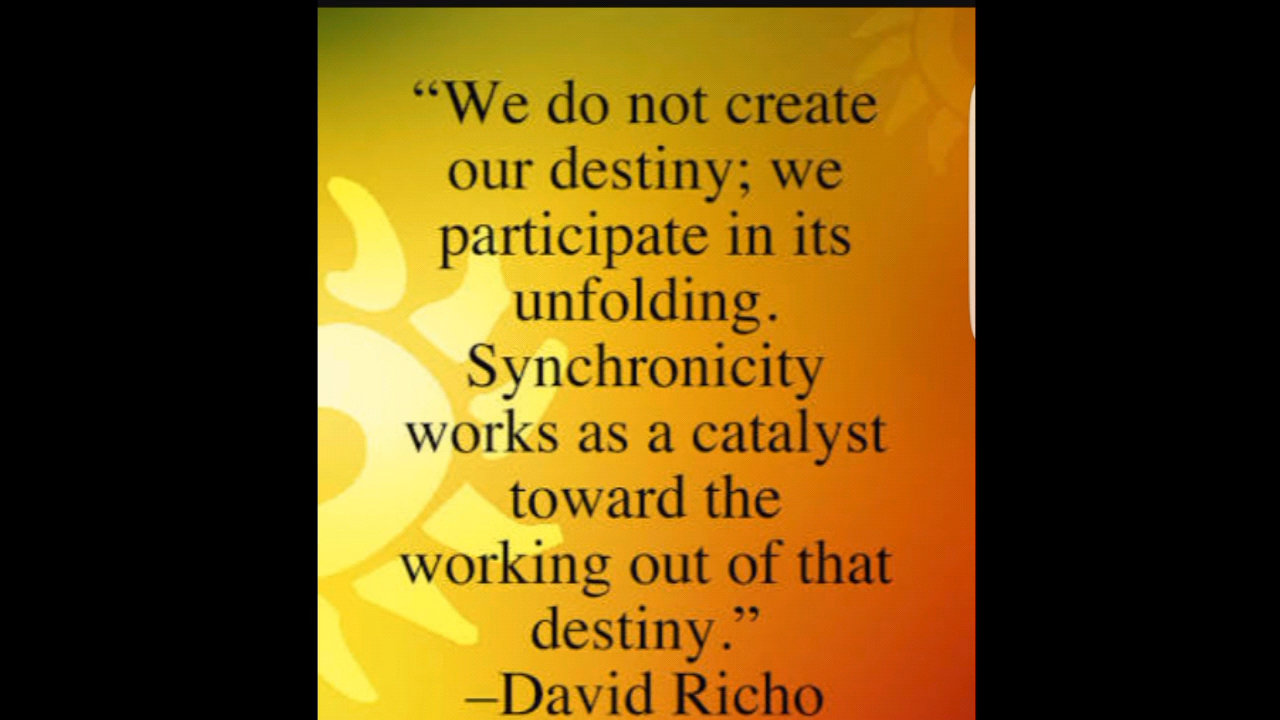 “We do not create
our destiny; we
participate in its
unfolding.
Synchronicity
works as a catalyst
toward the
working out of that
destiny.”
–David Richo